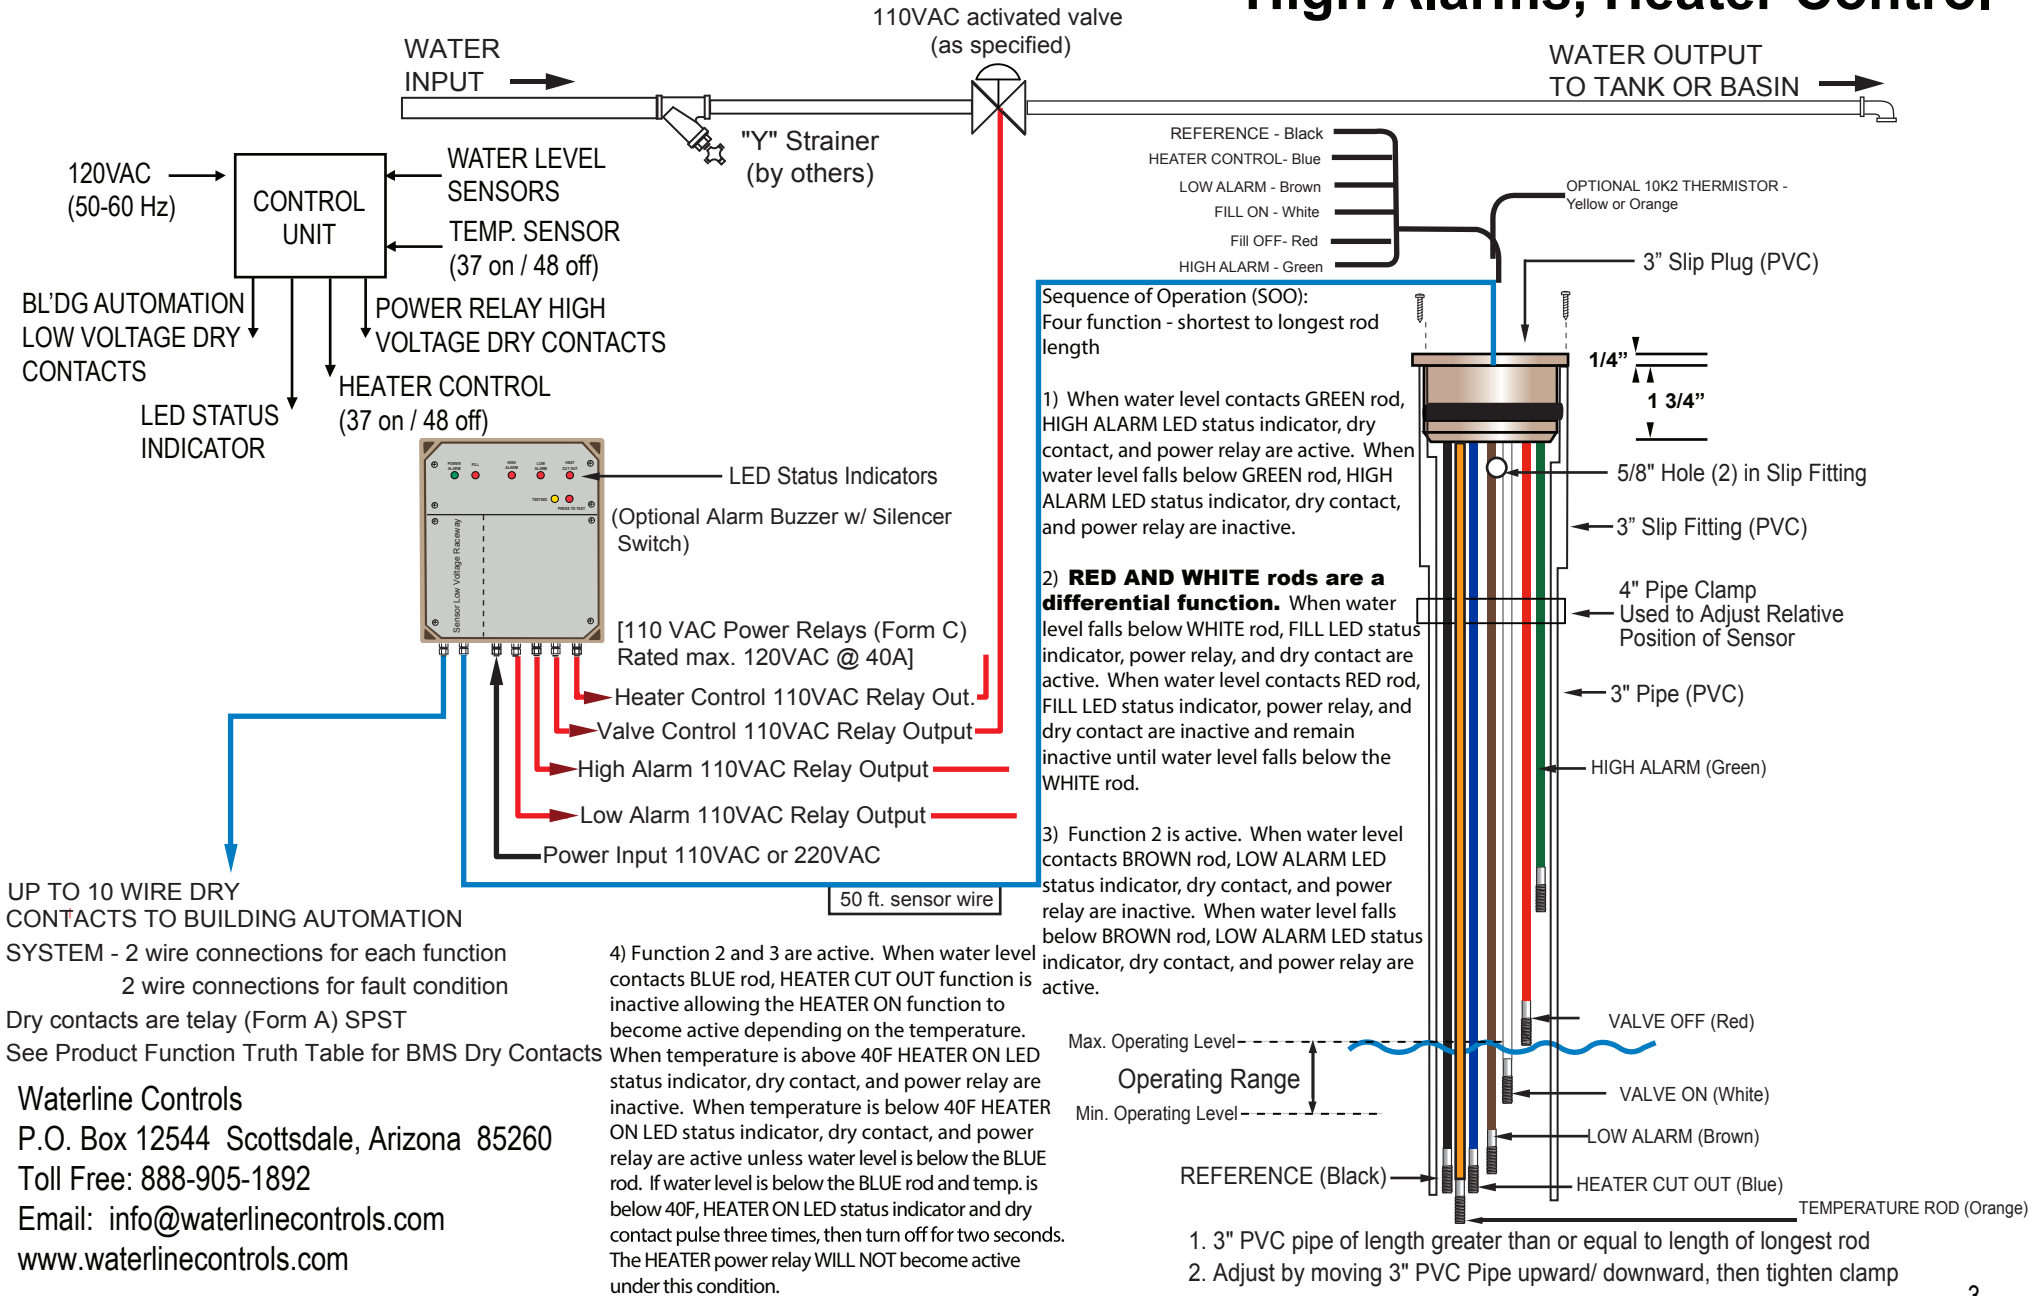 High Alarms, Heater Control
110VAC activated valve
(as specified)
WATER
INPUT
WATER OUTPUT
TO TANK OR BASIN
"Y" Strainer
(by others)
120VAC
(50-60 Hz)
CONTROL
UNIT
WATER LEVEL
SENSORS
TEMP. SENSOR
(37 on / 48 off)
BL'DG AUTOMATION
LOW VOLTAGE DRY
CONTACTS
POWER RELAY HIGH
VOLTAGE DRY CONTACTS
LED STATUS
INDICATOR
HEATER CONTROL
(37 on / 48 off)
REFERENCE - Black
HEATER CONTROL- Blue
LOW ALARM - Brown
FILL ON - White
Fill OFF- Red
HIGH ALARM - Green
OPTIONAL 10K2 THERMISTOR -
Yellow or Orange
3” Slip Plug (PVC)
1/4”
1 3/4”
5/8" Hole (2) in Slip Fitting
3” Slip Fitting (PVC)
4" Pipe Clamp
Used to Adjust Relative
Position of Sensor
3" Pipe (PVC)
HIGH ALARM (Green)
VALVE OFF (Red)
VALVE ON (White)
LOW ALARM (Brown)
HEATER CUT OUT (Blue)
TEMPERATURE ROD (Orange)
REFERENCE (Black)
Max. Operating Level
Operating Range
Min. Operating Level
1. 3" PVC pipe of length greater than or equal to length of longest rod
2. Adjust by moving 3" PVC Pipe upward/ downward, then tighten clamp
POWER
ALARM
FILL
HIGH
ALARM
LOW
ALARM
HEAT
CUT OUT
TESTING
PRESS TO TEST
Sensor Low Voltage Raceway
LED Status Indicators
(Optional Alarm Buzzer w/ Silencer
Switch)
[110 VAC Power Relays (Form C)
Rated max. 120VAC @ 40A]
Heater Control 110VAC Relay Out.
Valve Control 110VAC Relay Output
High Alarm 110VAC Relay Output
Low Alarm 110VAC Relay Output
Power Input 110VAC or 220VAC
50 ft. sensor wire
Sequence of Operation (SOO):
Four function - shortest to longest rod
length
1) When water level contacts GREEN rod,
HIGH ALARM LED status indicator, dry
contact, and power relay are active. When
water level falls below GREEN rod, HIGH
ALARM LED status indicator, dry contact,
and power relay are inactive.
2) RED AND WHITE rods are a
differential function. When water
level falls below WHITE rod, FILL LED status
indicator, power relay, and dry contact are
active. When water level contacts RED rod,
FILL LED status indicator, power relay, and
dry contact are inactive and remain
inactive until water level falls below the
WHITE rod.
3) Function 2 is active. When water level
contacts BROWN rod, LOW ALARM LED
status indicator, dry contact, and power
relay are inactive. When water level falls
below BROWN rod, LOW ALARM LED status
indicator, dry contact, and power relay are
active.
4) Function 2 and 3 are active. When water level
contacts BLUE rod, HEATER CUT OUT function is
inactive allowing the HEATER ON function to
become active depending on the temperature.
When temperature is above 40F HEATER ON LED
status indicator, dry contact, and power relay are
inactive. When temperature is below 40F HEATER
ON LED status indicator, dry contact, and power
relay are active unless water level is below the BLUE
rod. If water level is below the BLUE rod and temp. is
below 40F, HEATER ON LED status indicator and dry
contact pulse three times, then turn off for two seconds.
The HEATER power relay WILL NOT become active
under this condition.
UP TO 10 WIRE DRY
CONTACTS TO BUILDING AUTOMATION
SYSTEM - 2 wire connections for each function
2 wire connections for fault condition
Dry contacts are telay (Form A) SPST
See Product Function Truth Table for BMS Dry Contacts
Waterline Controls
P.O. Box 12544 Scottsdale, Arizona 85260
Toll Free: 888-905-1892
Email: info@waterlinecontrols.com
www.waterlinecontrols.com
3